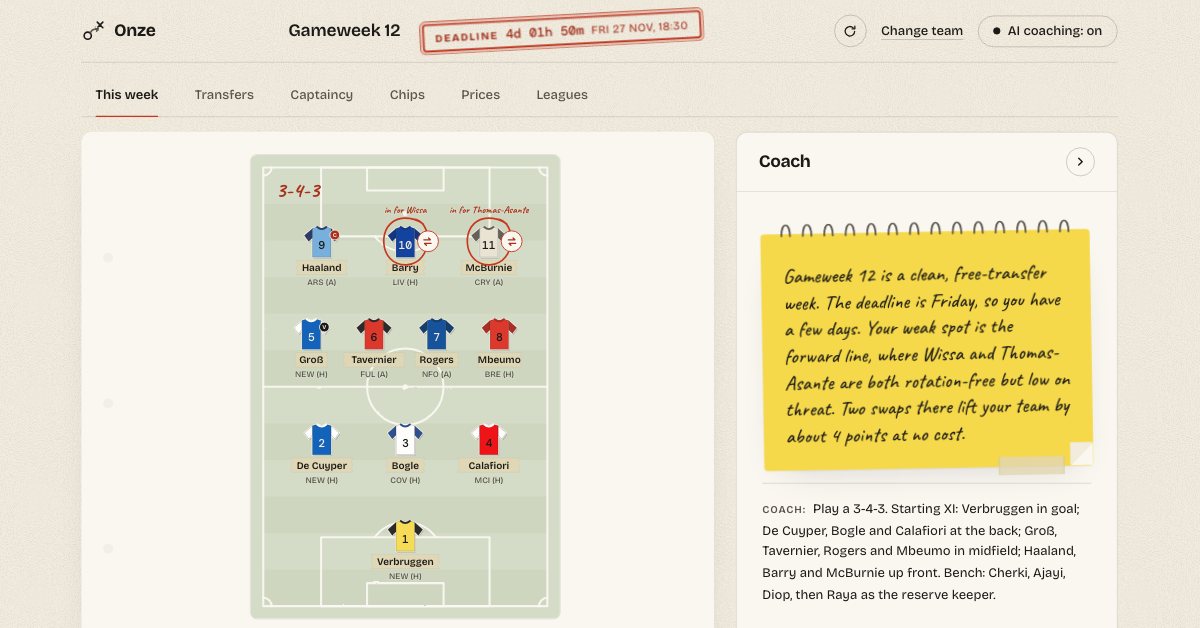 Onze
Gameweek 12
DEADLINE 4d 01h 50m FRI 27 NOV, 18:30
Change team
AI coaching: on
This week
Transfers
Captaincy
Chips
Prices
Leagues
3-4-3
in for Wissa
in for Thomas-Asante
9
C
10
11
Haaland
Barry
McBurnie
ARS (A)
LIV (H)
CRY (A)
5
V
6
7
8
Groß
Tavernier
Rogers
Mbeumo
NEW (H)
FUL (A)
NFO (A)
BRE (H)
2
3
4
De Cuyper
Bogle
Calafiori
NEW (H)
COV (H)
MCI (H)
1
Verbruggen
NEW (H)
Coach
Gameweek 12 is a clean, free-transfer
week. The deadline is Friday, so you have
a few days. Your weak spot is the
forward line, where Wissa and Thomas-
Asante are both rotation-free but low on
threat. Two swaps there lift your team by
about 4 points at no cost.
COACH: Play a 3-4-3. Starting XI: Verbruggen in goal;
De Cuyper, Bogle and Calafiori at the back; Groß,
Tavernier, Rogers and Mbeumo in midfield; Haaland,
Barry and McBurnie up front. Bench: Cherki, Ajayi,
Diop, then Raya as the reserve keeper.